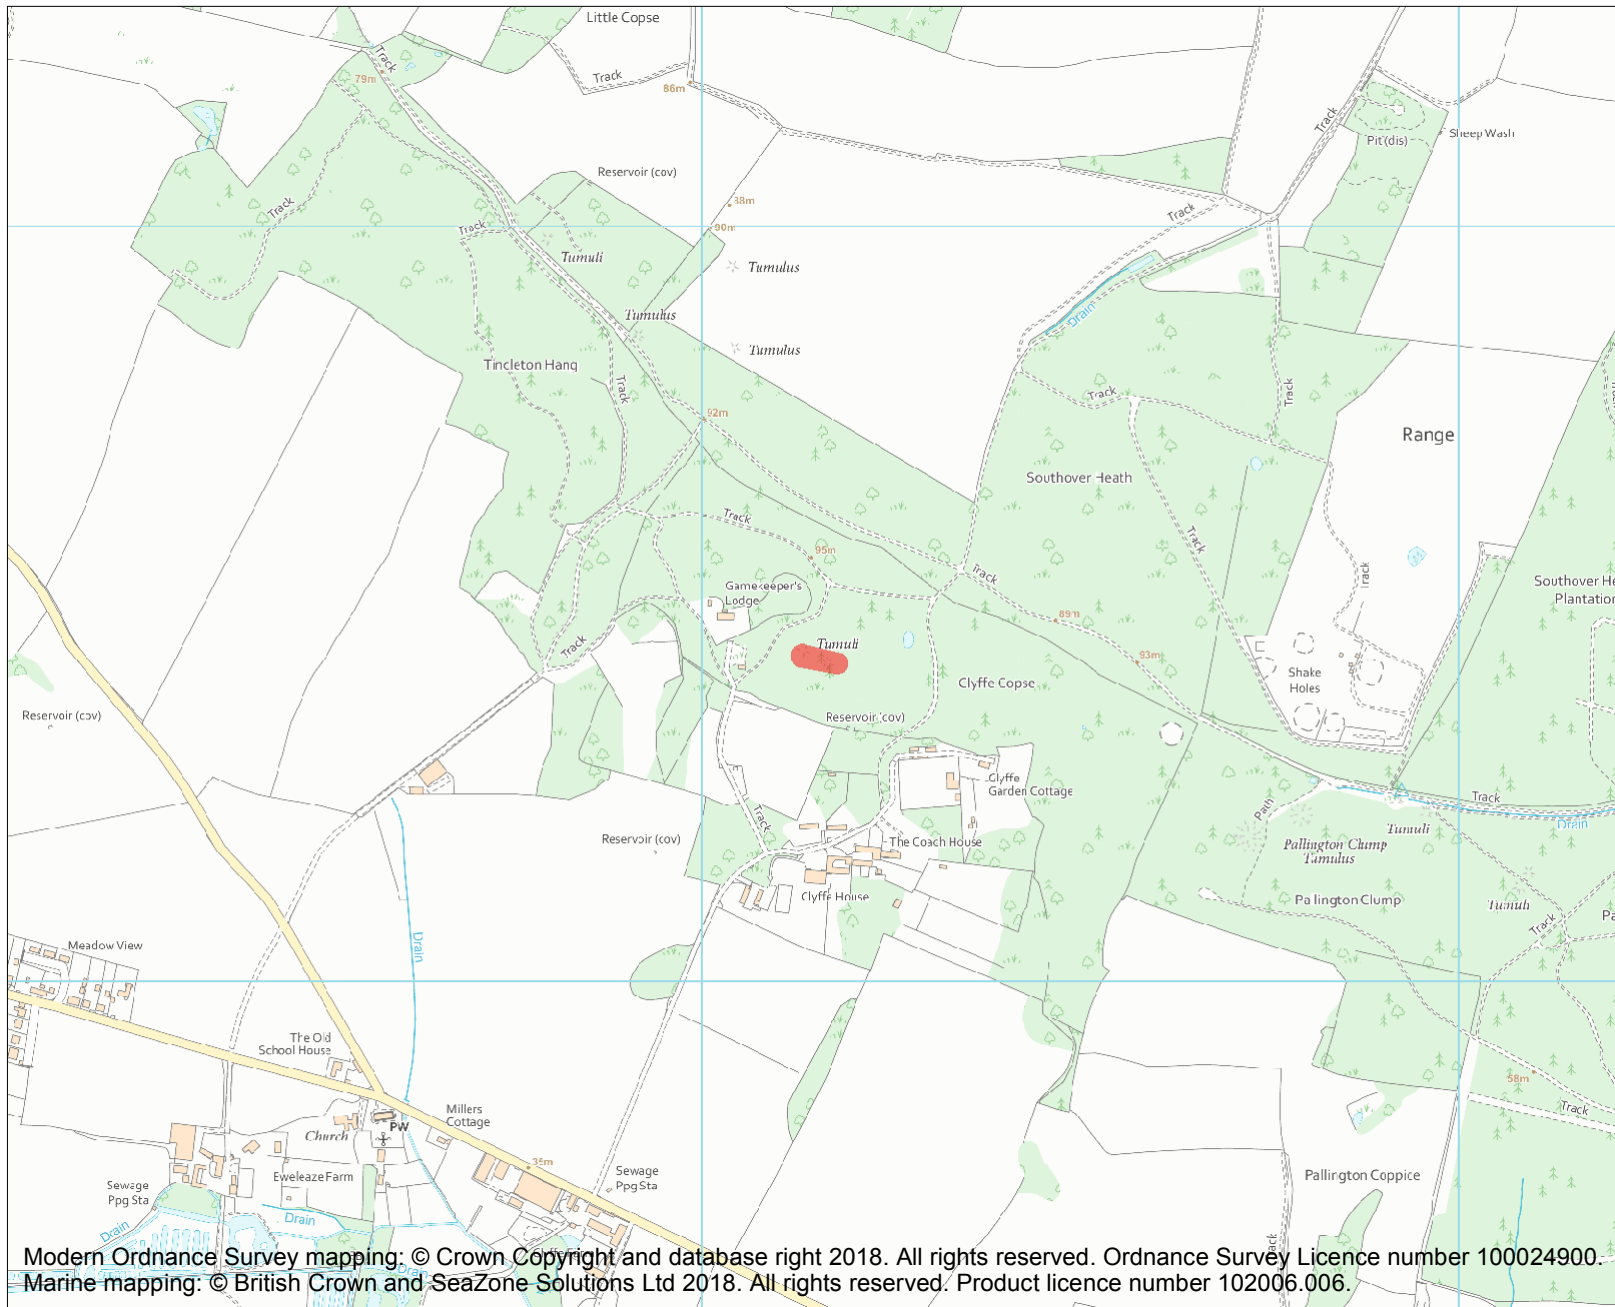 Little Copse
Track
Track
79m
86m
Track
Pit (dis)
Sheep Wash
Reservoir (cov)
Track
88m
Track
Track
90m
Tumuli
Tumulus
Drain
Tumulus
Tumulus
Tincleton Hang
Track
Track
Track
92m
Range
Southover Heath
Track
Track
95m
Track
Track
Gamekeeper's
Lodge
Southover He
Plantation
89m
Track
Tumuli
93m
Shake
Holes
Clyffe Copse
Reservoir (cov)
Reservoir (cov)
Clyffe
Garden Cottage
Track
Path
Track
Drain
Tumuli
Reservoir (cov)
The Coach House
Pallington Clump
Tumulus
Clyffe House
Pallington Clump
Tumuli
Pa
Track
Meadow View
Drain
The Old
School House
58m
Track
Millers
Cottage
PW
Church
35m
Eweleaze Farm
Sewage
Ppg Sta
Sewage
Ppg Sta
Pallington Coppice
Drain
Drain
Track
Drain
Modern Ordnance Survey mapping: © Crown Copyright and database right 2018. All rights reserved. Ordnance Survey Licence number 100024900.
Marine mapping: © British Crown and SeaZone Solutions Ltd 2018. All rights reserved. Product licence number 102006.006.